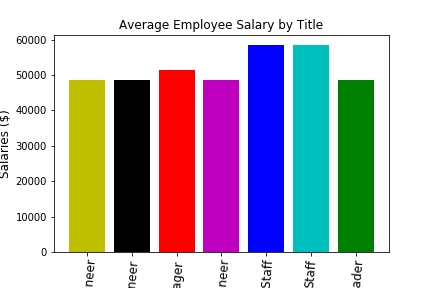 Average Employee Salary by Title
Salaries ($)
60000
50000
40000
30000
20000
10000
0
neer
neer
ager
neer
Staff
Staff
ader